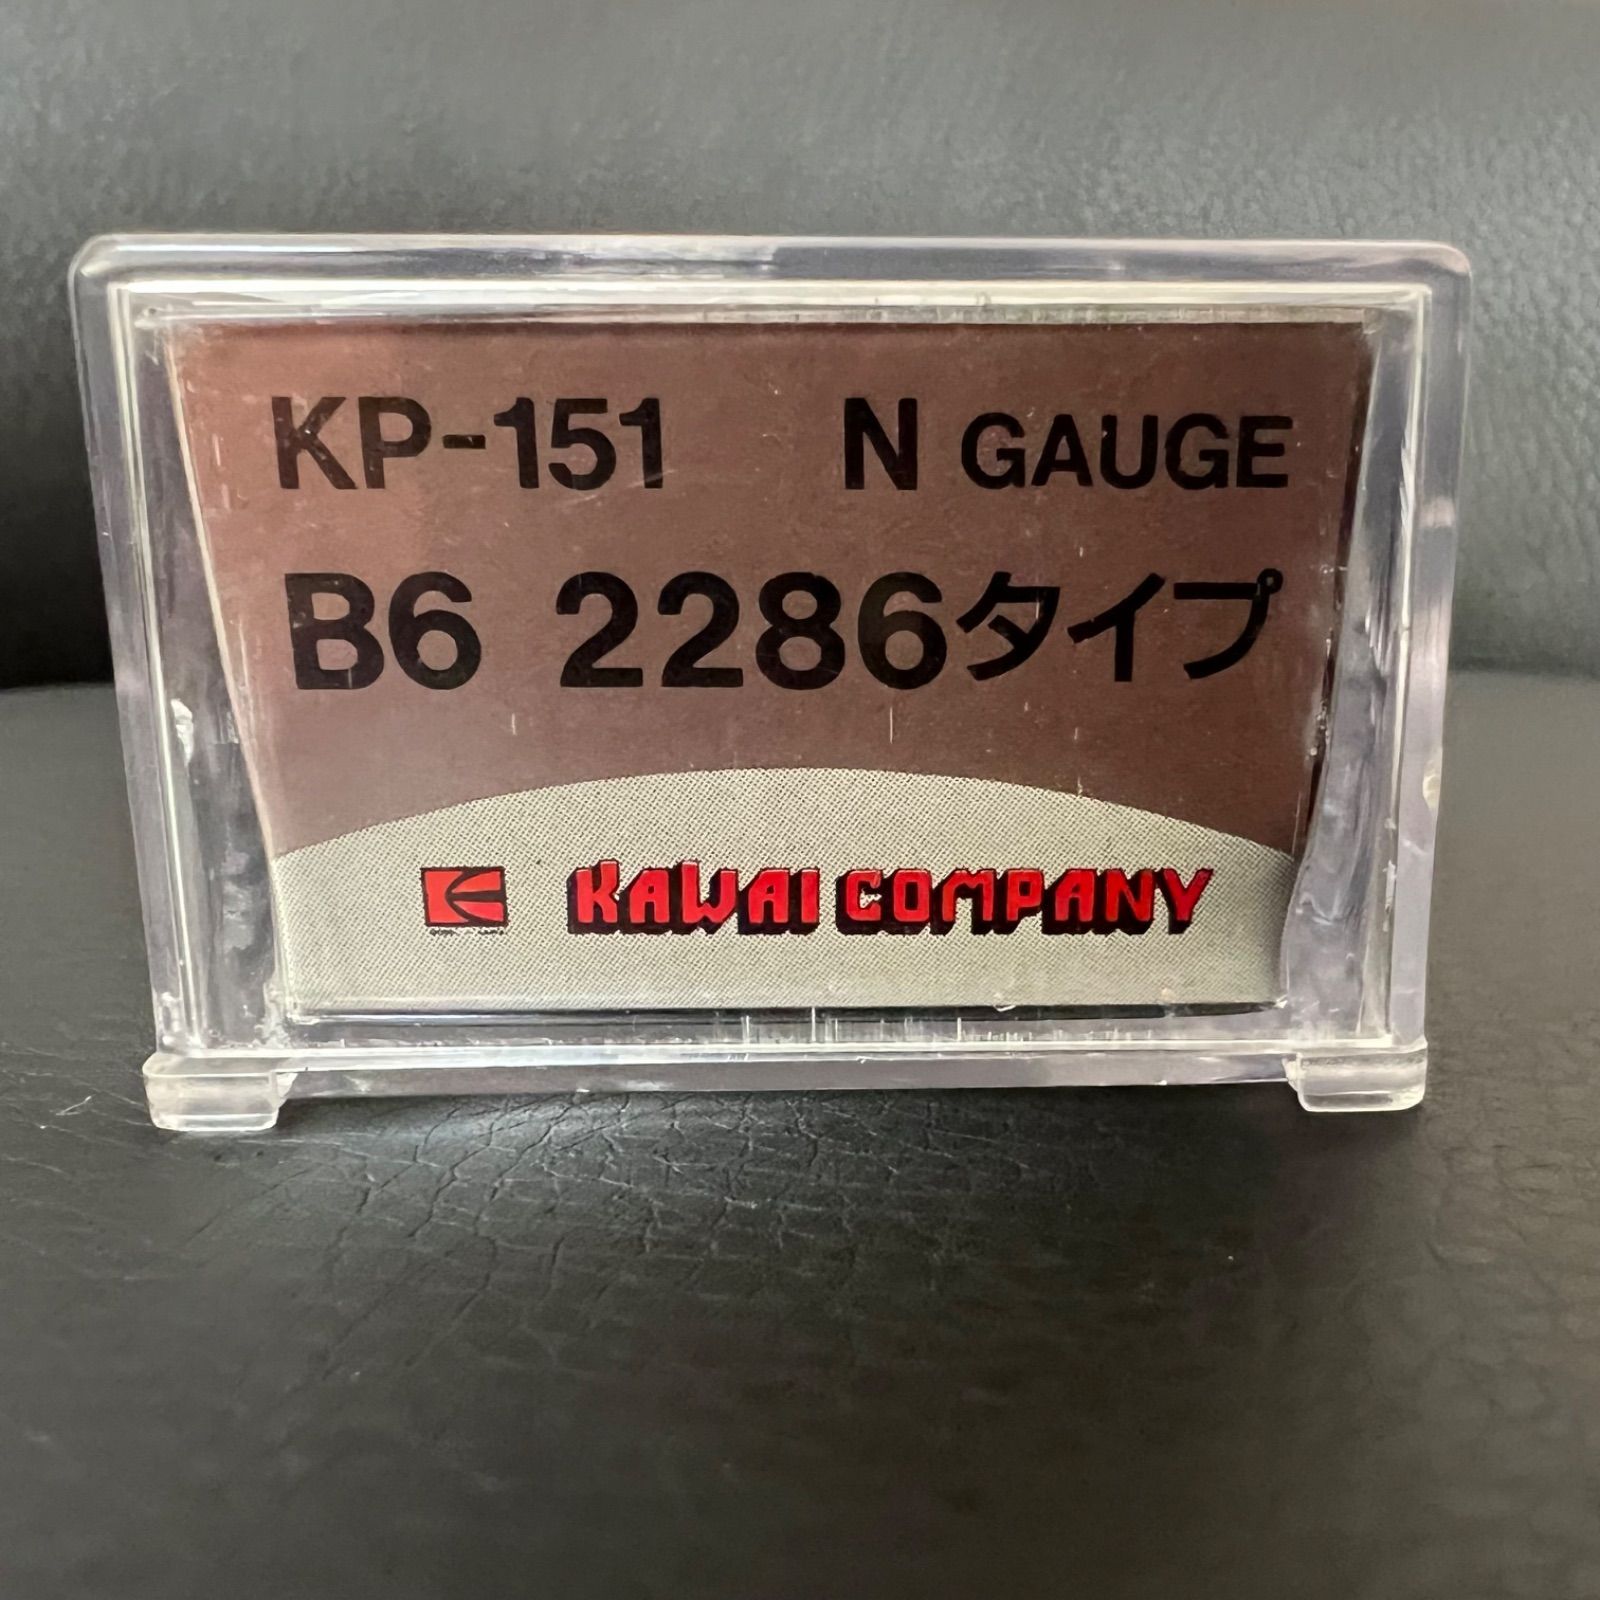 KP-151 N GAUGE
B6 2286タイプ
KAWAI COMPANY